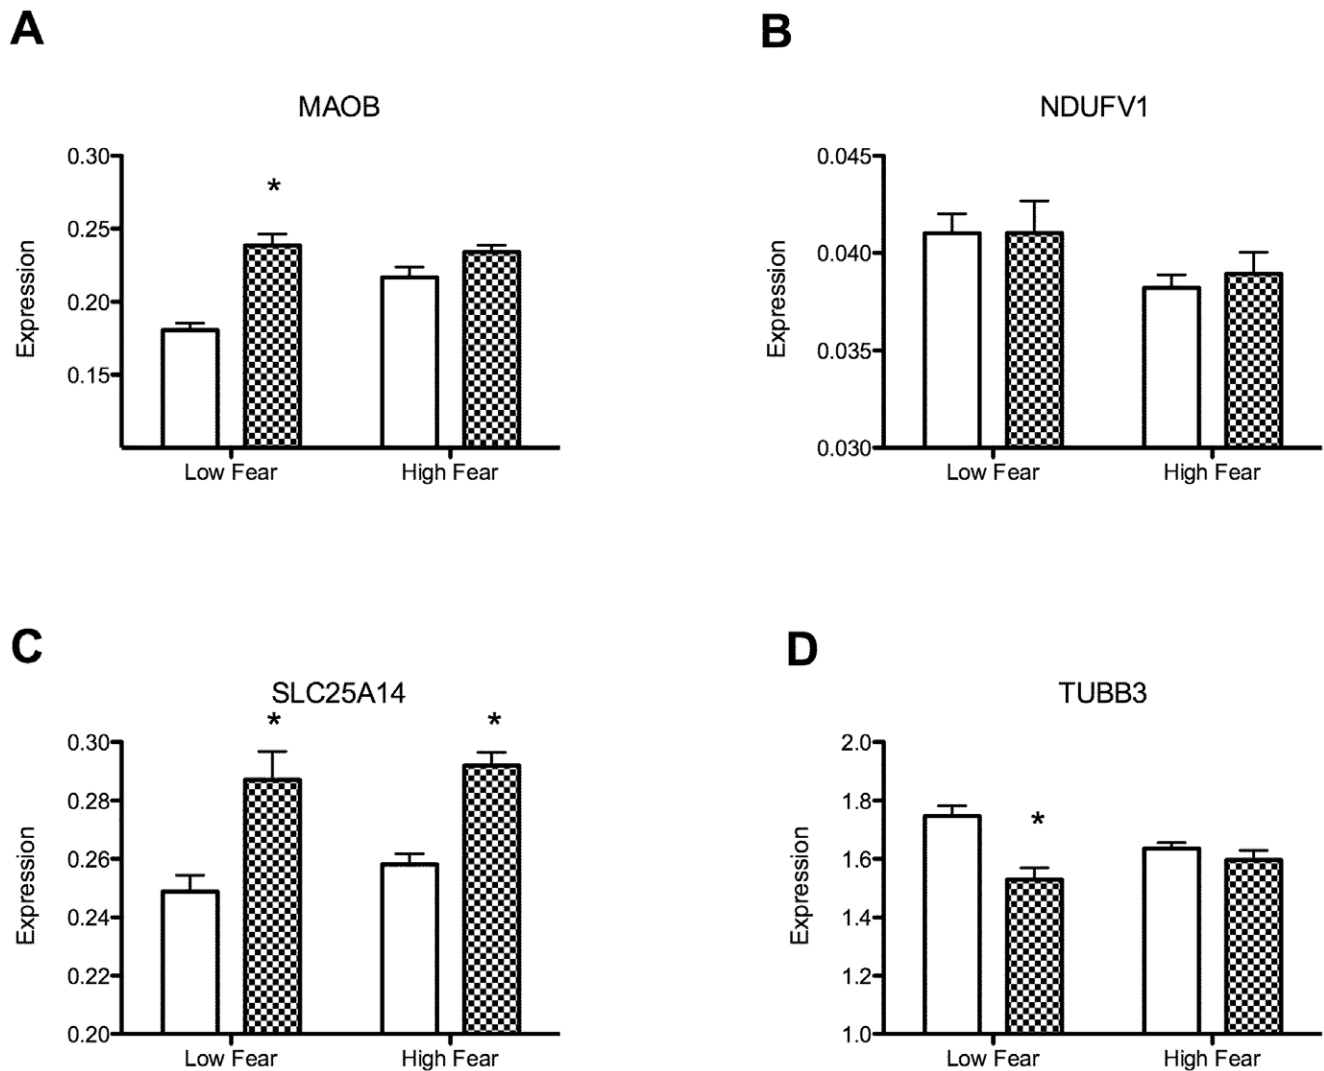 A
MAOB
Expression
0.30
0.25
0.20
0.15
*
Low Fear
High Fear
B
NDUFV1
Expression
0.045
0.040
0.035
0.030
Low Fear
High Fear
C
SLC25A14
Expression
* *
0.30
0.28
0.26
0.24
0.22
0.20
Low Fear
High Fear
D
TUBB3
Expression
2.0
1.8
1.6
1.4
1.2
1.0
*
Low Fear
High Fear